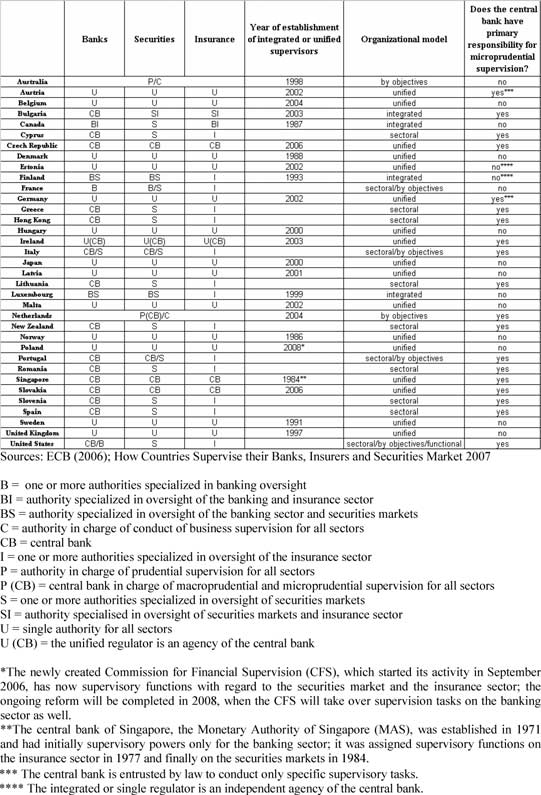 Banks Securities Insurance Year of establishment of integrated or unified supervisors Organizational model Does the central bank have primary responsibility for microprudential supervision?
Australia P/C 1998 by objectives no
Austria U U U 2002 unified yes***
Belgium U U U 2004 unified no
Bulgaria CB SI SI 2003 integrated yes
Canada BI S BI 1987 integrated no
Cyprus CB S I sectoral yes
Czech Republic CB CB CB 2006 unified yes
Denmark U U U 1988 unified no
Estonia U U U 2002 unified no****
Finland BS BS I 1993 integrated no****
France B B/S I sectoral/by objectives no
Germany U U U 2002 unified yes***
Greece CB S I sectoral yes
Hong Kong CB S I sectoral yes
Hungary U U U 2000 unified no
Ireland U(CB) U(CB) U(CB) 2003 unified yes
Italy CB/S CB/S I sectoral/by objectives yes
Japan U U U 2000 unified no
Latvia U U U 2001 unified no
Lithuania CB S I sectoral yes
Luxembourg BS BS I 1999 integrated no
Malta U U U 2002 unified no
Netherlands P(CB)/C 2004 by objectives yes
New Zealand CB S I sectoral yes
Norway U U U 1986 unified no
Poland U U U 2008* unified no
Portugal CB CB/S I sectoral/by objectives yes
Romania CB S I sectoral yes
Singapore CB CB CB 1984** unified yes
Slovakia CB CB CB 2006 unified yes
Slovenia CB S I sectoral yes
Spain CB S I sectoral yes
Sweden U U U 1991 unified no
United Kingdom U U U 1997 unified no
United States CB/B S I sectoral/by objectives/functional yes
Sources: ECB (2006); How Countries Supervise their Banks, Insurers and Securities Market 2007
B = one or more authorities specialized in banking oversight
BI = authority specialized in oversight of the banking and insurance sector
BS = authority specialized in oversight of the banking sector and securities markets
C = authority in charge of conduct of business supervision for all sectors
CB = central bank
I = one or more authorities specialized in oversight of the insurance sector
P = authority in charge of prudential supervision for all sectors
P (CB) = central bank in charge of macroprudential and microprudential supervision for all sectors
S = one or more authorities specialized in oversight of securities markets
SI = authority specialised in oversight of securities markets and insurance sector
U = single authority for all sectors
U (CB) = the unified regulator is an agency of the central bank
*The newly created Commission for Financial Supervision (CFS), which started its activity in September
2006, has now supervisory functions with regard to the securities market and the insurance sector; the
ongoing reform will be completed in 2008, when the CFS will take over supervision tasks on the banking
sector as well.
**The central bank of Singapore, the Monetary Authority of Singapore (MAS), was established in 1971
and had initially supervisory powers only for the banking sector; it was assigned supervisory functions on
the insurance sector in 1977 and finally on the securities markets in 1984.
*** The central bank is entrusted by law to conduct only specific supervisory tasks.
**** The integrated or single regulator is an independent agency of the central bank.